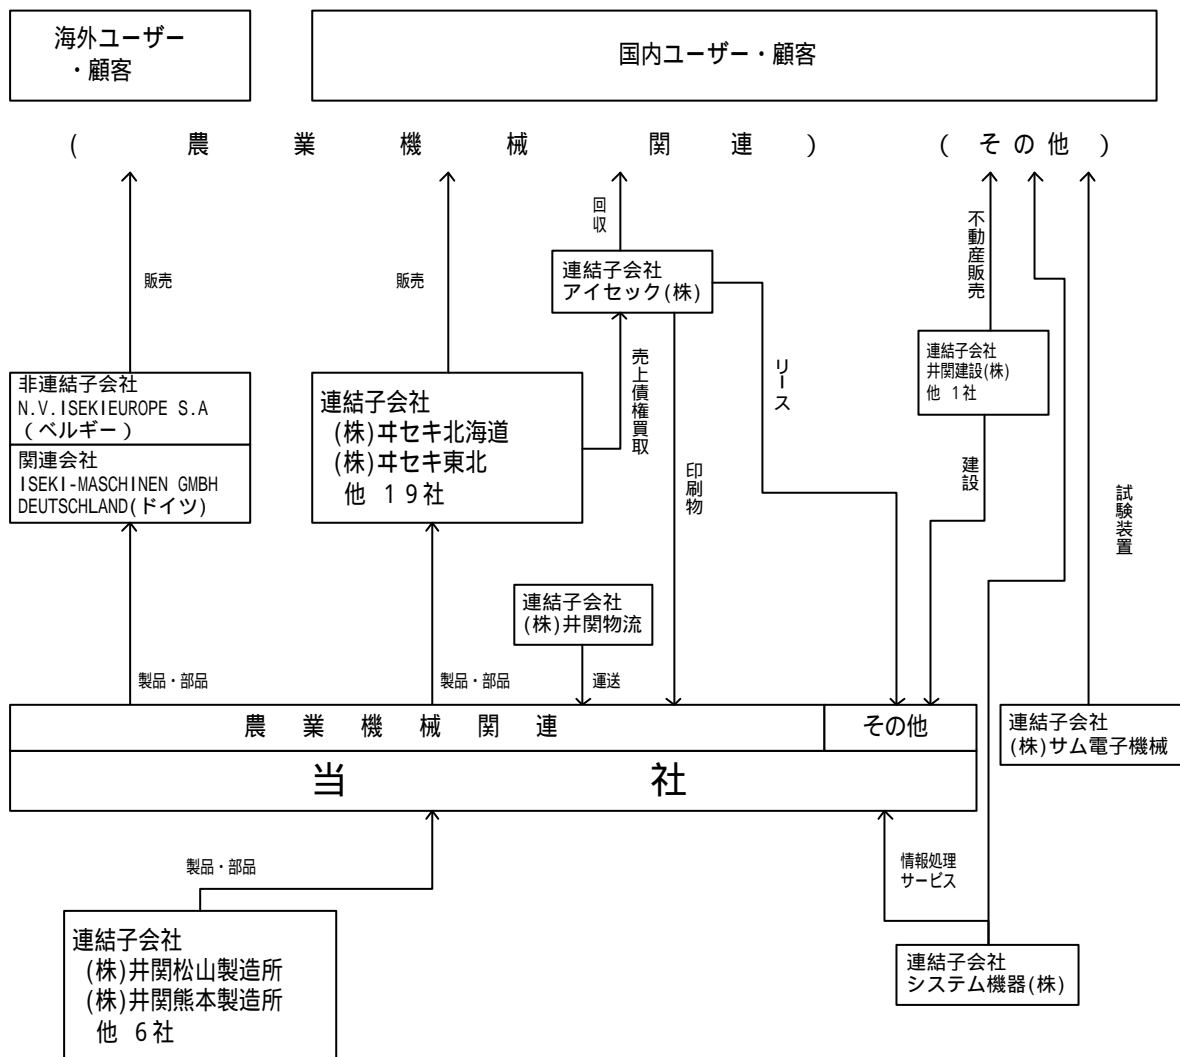 海外ユーザー
・顧客
国内ユーザー・顧客
( 農 業 機 械 関 連 )
( そ の 他 )
販売
販売
回収
不動産販売
連結子会社
アイセック(株)
売上債権買取
リース
印刷物
連結子会社
井関建設(株)
他 1社
建設
試験装置
非連結子会社
N.V.ISEKIEUROPE S.A
(ベルギー)
関連会社
ISEKI-MASCHINEN GMBH
DEUTSCHLAND(ドイツ)
連結子会社
(株)ヰセキ北海道
(株)ヰセキ東北
他 19社
連結子会社
(株)井関物流
製品・部品
製品・部品
運送
農 業 機 械 関 連
その他
当 社
連結子会社
(株)サム電子機械
製品・部品
情報処理
サービス
連結子会社
(株)井関松山製造所
(株)井関熊本製造所
他 6社
連結子会社
システム機器(株)